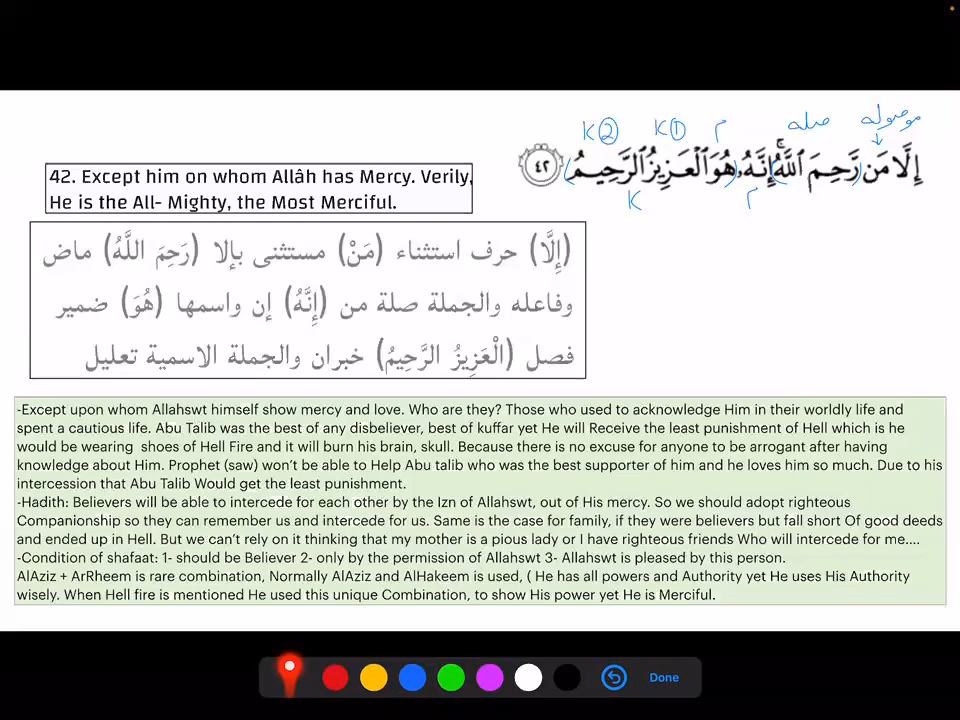 K② K① م صله موصوله
إِلَّا مَن رَّحِمَ ٱللَّهُ ۚ إِنَّهُۥ هُوَ ٱلْعَزِيزُ ٱلرَّحِيمُ ٤٢
K م
42. Except him on whom Allâh has Mercy. Verily,
He is the All- Mighty, the Most Merciful.
(إِلَّا) حرف استثناء (مَنْ) مستثنى بإلا (رَحِمَ اللَّهُ) ماض
وفاعله والجملة صلة من (إِنَّهُ) إن واسمها (هُوَ) ضمير
فصل (الْعَزِيزُ الرَّحِيمُ) خبران والجملة الاسمية تعليل
-Except upon whom Allahswt himself show mercy and love. Who are they? Those who used to acknowledge Him in their worldly life and
spent a cautious life. Abu Talib was the best of any disbeliever, best of kuffar yet He will Receive the least punishment of Hell which is he
would be wearing shoes of Hell Fire and it will burn his brain, skull. Because there is no excuse for anyone to be arrogant after having
knowledge about Him. Prophet (saw) won't be able to Help Abu talib who was the best supporter of him and he loves him so much. Due to his
intercession that Abu Talib Would get the least punishment.
-Hadith: Believers will be able to intercede for each other by the Izn of Allahswt, out of His mercy. So we should adopt righteous
Companionship so they can remember us and intercede for us. Same is the case for family, if they were believers but fall short Of good deeds
and ended up in Hell. But we can't rely on it thinking that my mother is a pious lady or I have righteous friends Who will intercede for me....
-Condition of shafaat: 1- should be Believer 2- only by the permission of Allahswt 3- Allahswt is pleased by this person.
AlAziz + ArRheem is rare combination, Normally AlAziz and AlHakeem is used, ( He has all powers and Authority yet He uses His Authority
wisely. When Hell fire is mentioned He used this unique Combination, to show His power yet He is Merciful.
Done